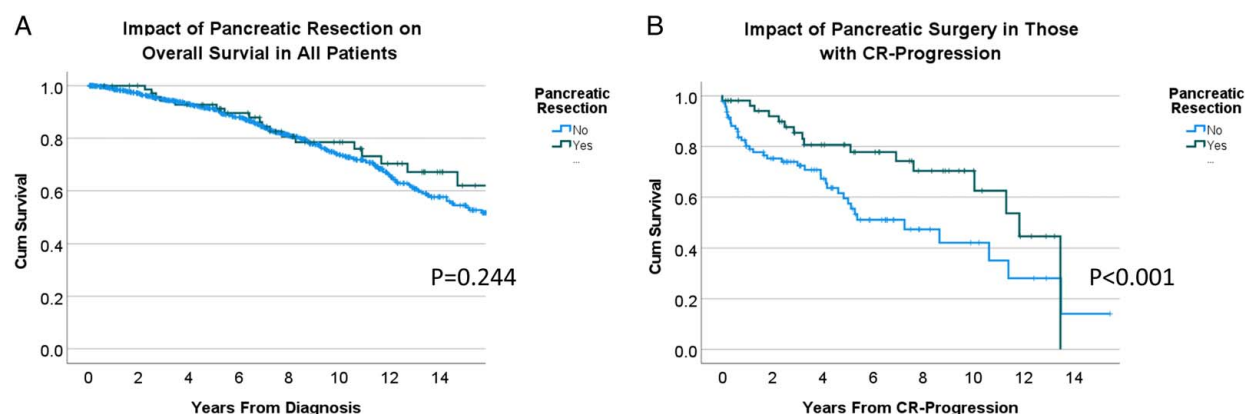 A
Impact of Pancreatic Resection on
Overall Survial in All Patients
Cum Survival
1.0
0.8
0.6
0.4
0.2
0.0
0 2 4 6 8 10 12 14
Years From Diagnosis
P=0.244
Pancreatic
Resection
No
Yes
...
B
Impact of Pancreatic Surgery in Those
with CR-Progression
Cum Survival
1.0
0.8
0.6
0.4
0.2
0.0
0 2 4 6 8 10 12 14
Years From CR-Progression
P<0.001
Pancreatic
Resection
No
Yes
...